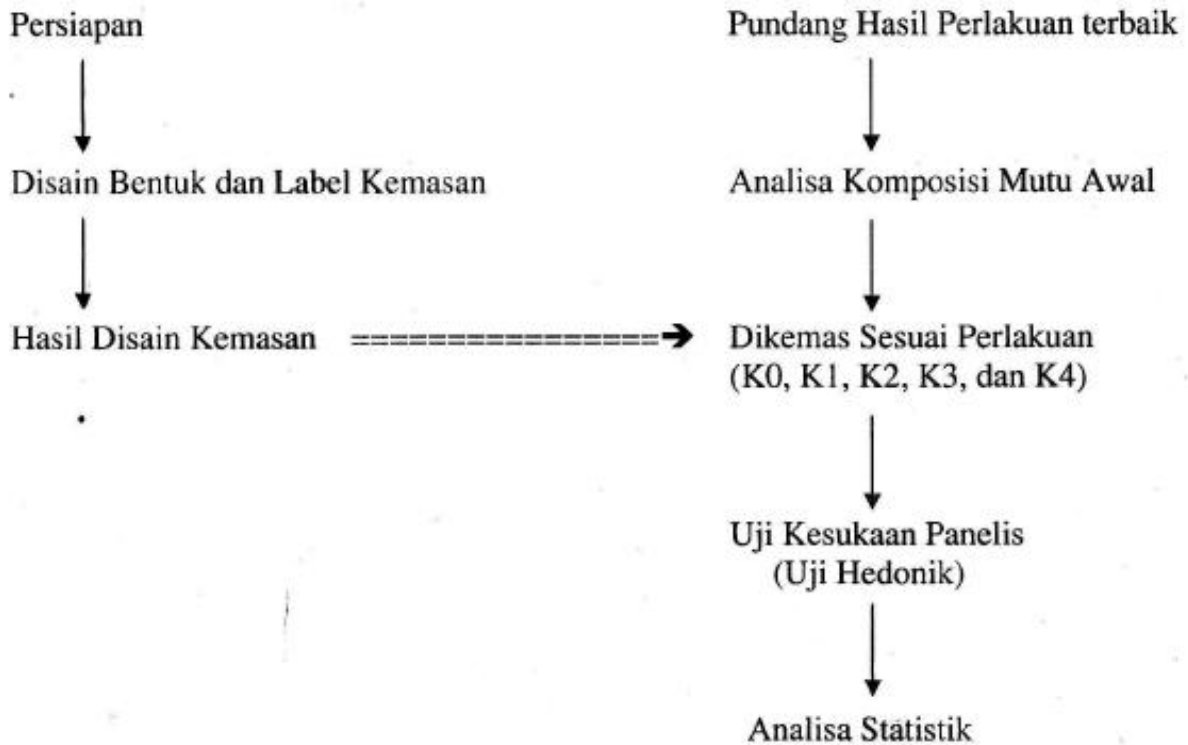 Persiapan
Disain Bentuk dan Label Kemasan
Hasil Disain Kemasan ================➔
Pundang Hasil Perlakuan terbaik
Analisa Komposisi Mutu Awal
Dikemas Sesuai Perlakuan
(K0, K1, K2, K3, dan K4)
Uji Kesukaan Panelis
(Uji Hedonik)
Analisa Statistik